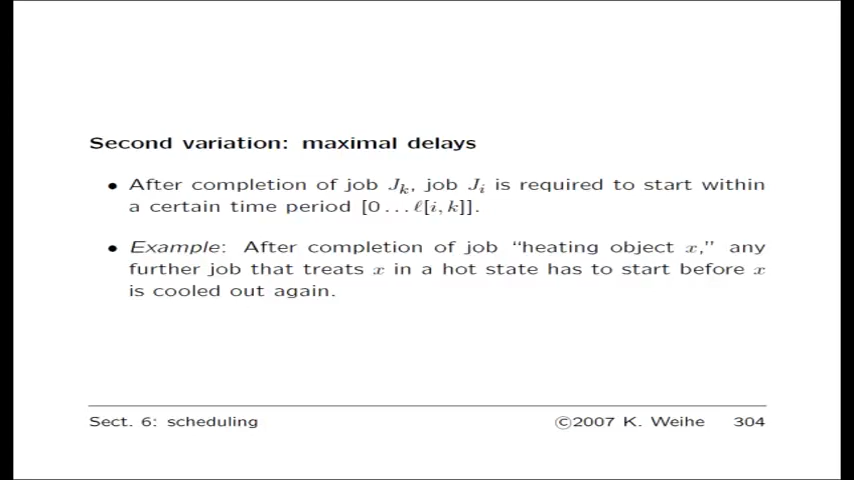 Second variation: maximal delays
• After completion of job Jk, job Ji is required to start within
a certain time period [0...ℓ[i, k]].
• Example: After completion of job “heating object x,” any
further job that treats x in a hot state has to start before x
is cooled out again.
Sect. 6: scheduling ©2007 K. Weihe 304